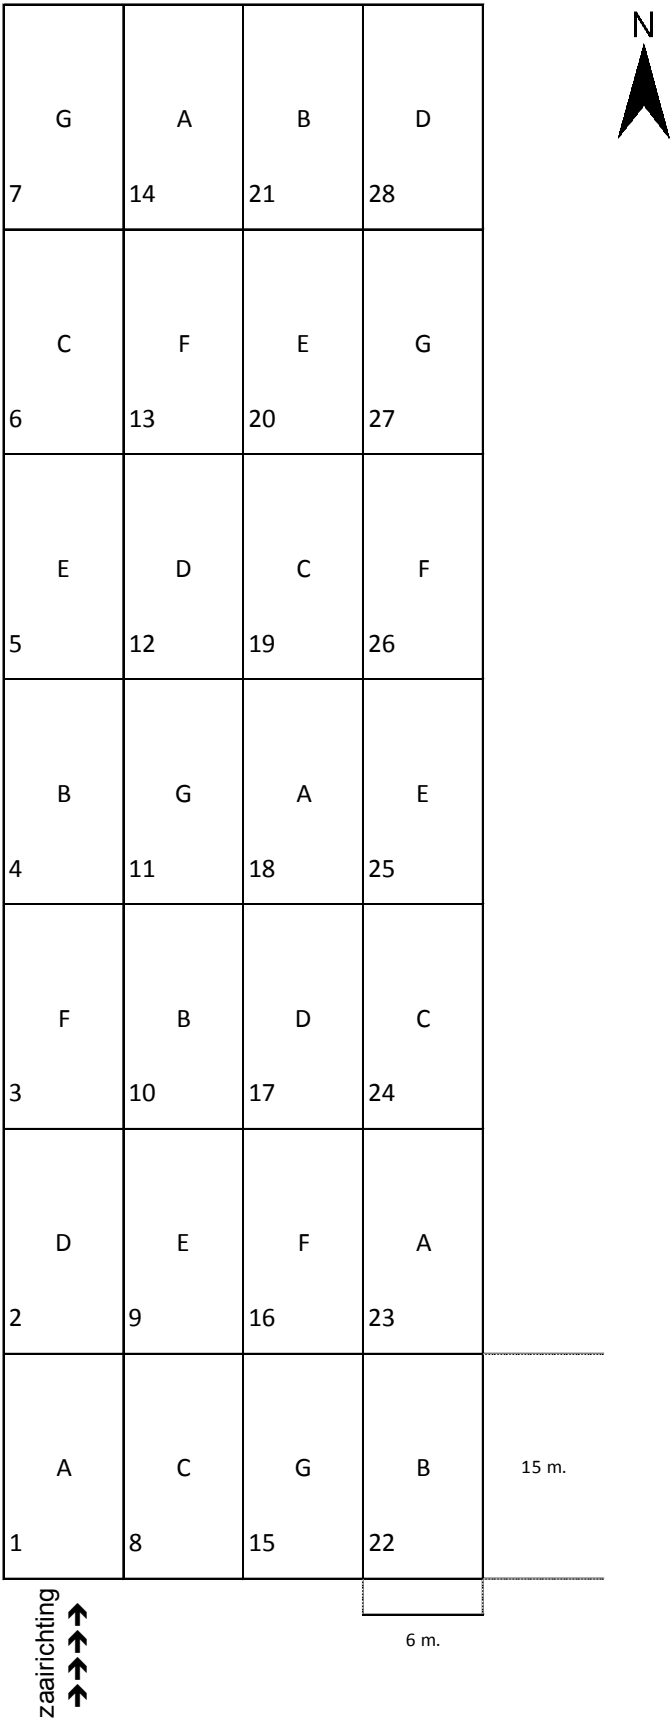 N
G A B D
7 14 21 28
C F E G
6 13 20 27
E D C F
5 12 19 26
B G A E
4 11 18 25
F B D C
3 10 17 24
D E F A
2 9 16 23
A C G B 15 m.
1 8 15 22
zaairichting
6 m.